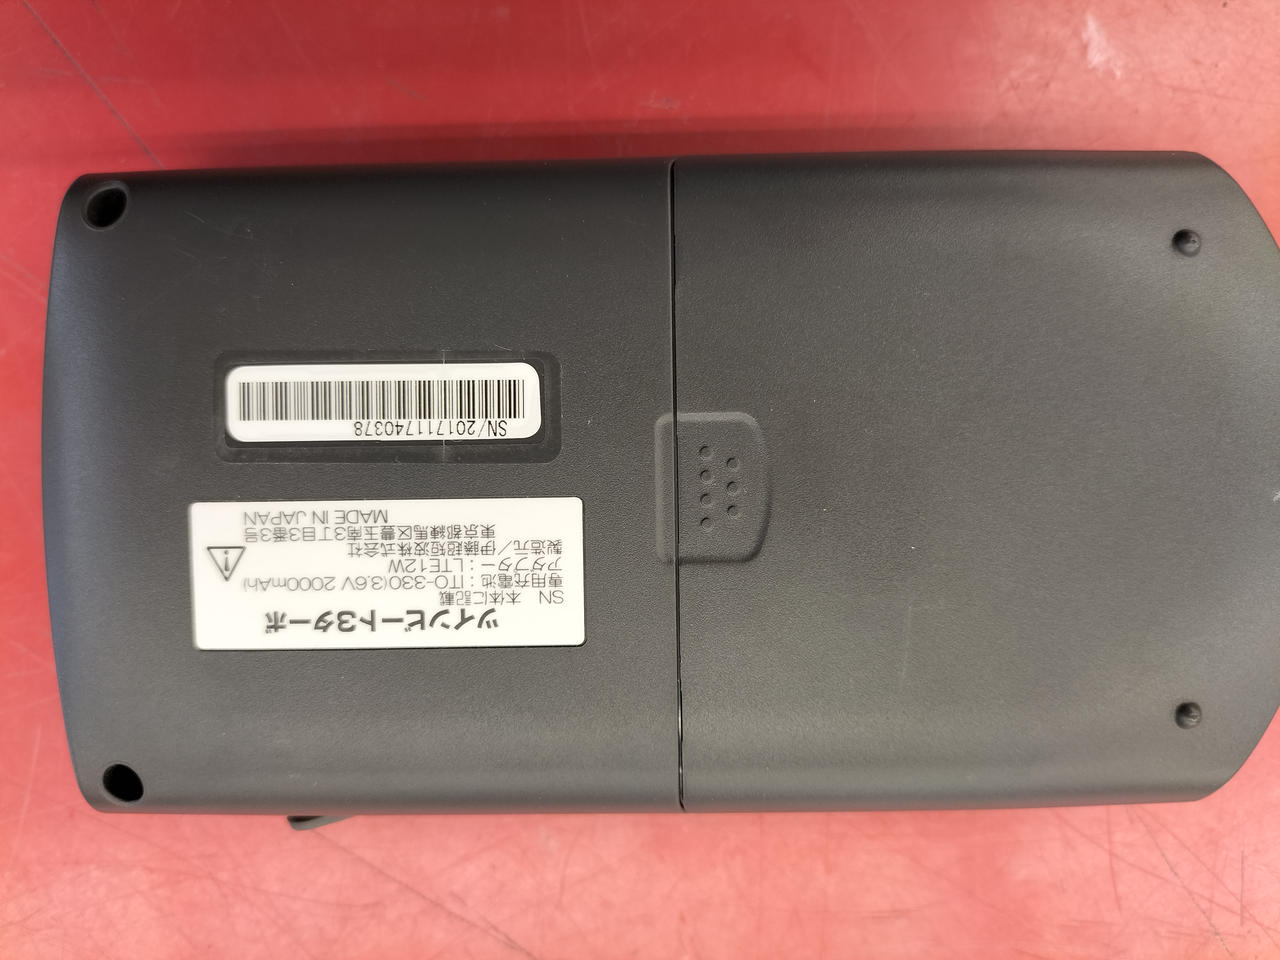 ツインビート3ターボ
SN 本体に記載
専用充電池：ITO-330(3.6V 2000mAh)
アダプター：LTE12W
製造元／伊藤超短波株式会社
東京都練馬区豊玉南3丁目3番3号
MADE IN JAPAN
SN/201711740378